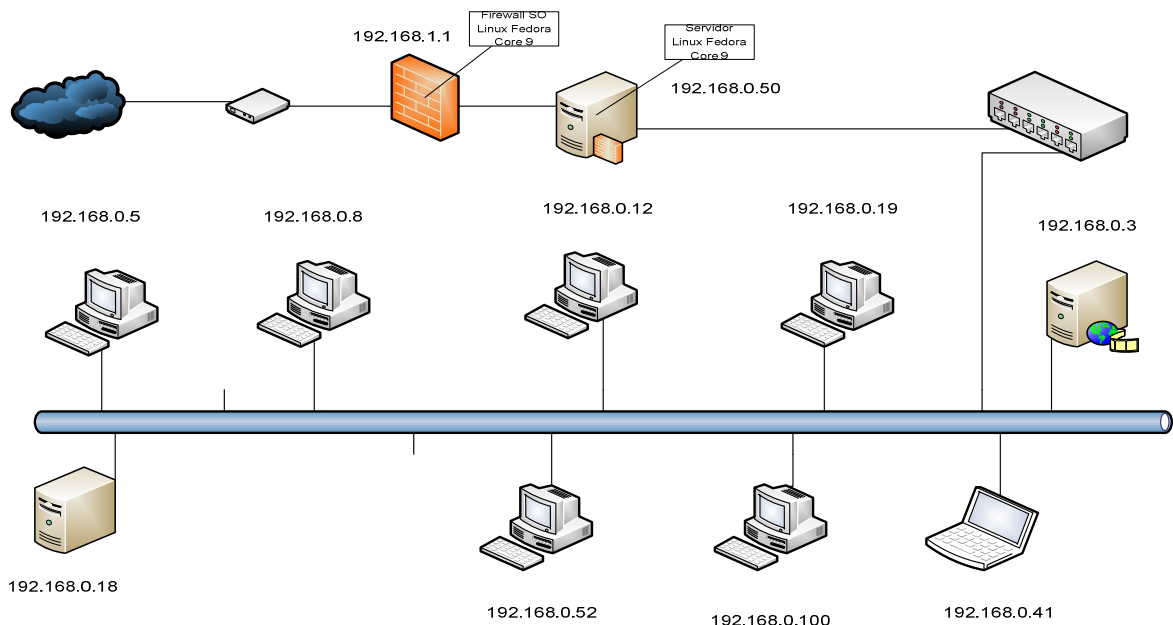 Firewall SO
Linux Fedora
Core 9
Servidor
Linux Fedora
Core 9
192.168.1.1
192.168.0.50
192.168.0.5
192.168.0.8
192.168.0.12
192.168.0.19
192.168.0.3
192.168.0.18
192.168.0.52
192.168.0.100
192.168.0.41